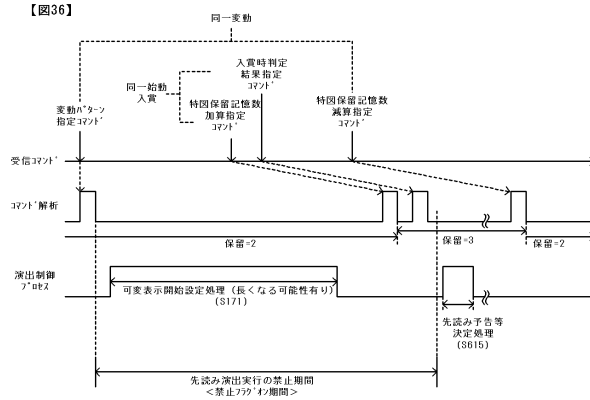 【図36】
同一変動
入賞時判定
結果指定
ｺﾏﾝﾄﾞ
同一始動
入賞
変動ﾊﾟﾀｰﾝ
指定ｺﾏﾝﾄﾞ
特図保留記憶数
加算指定
ｺﾏﾝﾄﾞ
特図保留記憶数
減算指定
ｺﾏﾝﾄﾞ
受信ｺﾏﾝﾄﾞ
ｺﾏﾝﾄﾞ解析
保留=2
保留=3
保留=2
演出制御
ﾌﾟﾛｾｽ
可変表示開始設定処理（長くなる可能性有り）
(S171)
先読み予告等
決定処理
(S615)
先読み演出実行の禁止期間
<禁止ﾌﾗｸﾞｵﾝ期間>